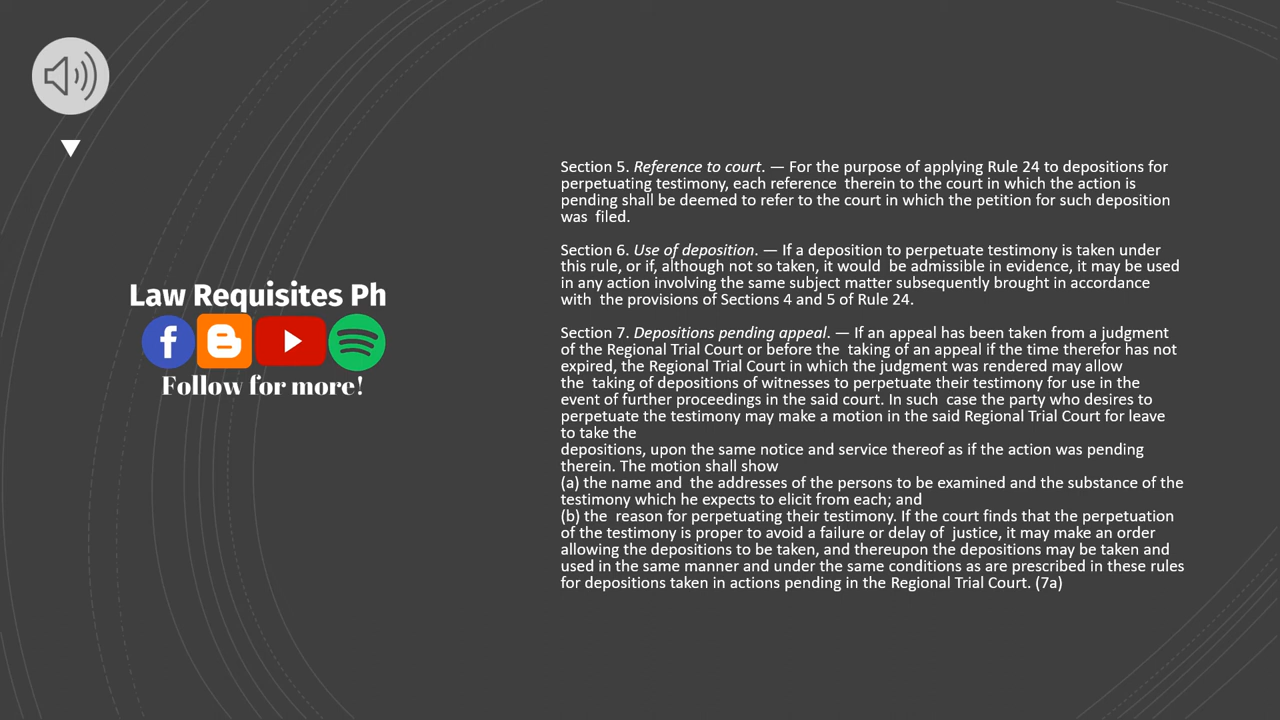 Law Requisites Ph
Follow for more!
Section 5. Reference to court. — For the purpose of applying Rule 24 to depositions for
perpetuating testimony, each reference therein to the court in which the action is
pending shall be deemed to refer to the court in which the petition for such deposition
was filed.
Section 6. Use of deposition. — If a deposition to perpetuate testimony is taken under
this rule, or if, although not so taken, it would be admissible in evidence, it may be used
in any action involving the same subject matter subsequently brought in accordance
with the provisions of Sections 4 and 5 of Rule 24.
Section 7. Depositions pending appeal. — If an appeal has been taken from a judgment
of the Regional Trial Court or before the taking of an appeal if the time therefor has not
expired, the Regional Trial Court in which the judgment was rendered may allow
the taking of depositions of witnesses to perpetuate their testimony for use in the
event of further proceedings in the said court. In such case the party who desires to
perpetuate the testimony may make a motion in the said Regional Trial Court for leave
to take the
depositions, upon the same notice and service thereof as if the action was pending
therein. The motion shall show
(a) the name and the addresses of the persons to be examined and the substance of the
testimony which he expects to elicit from each; and
(b) the reason for perpetuating their testimony. If the court finds that the perpetuation
of the testimony is proper to avoid a failure or delay of justice, it may make an order
allowing the depositions to be taken, and thereupon the depositions may be taken and
used in the same manner and under the same conditions as are prescribed in these rules
for depositions taken in actions pending in the Regional Trial Court. (7a)